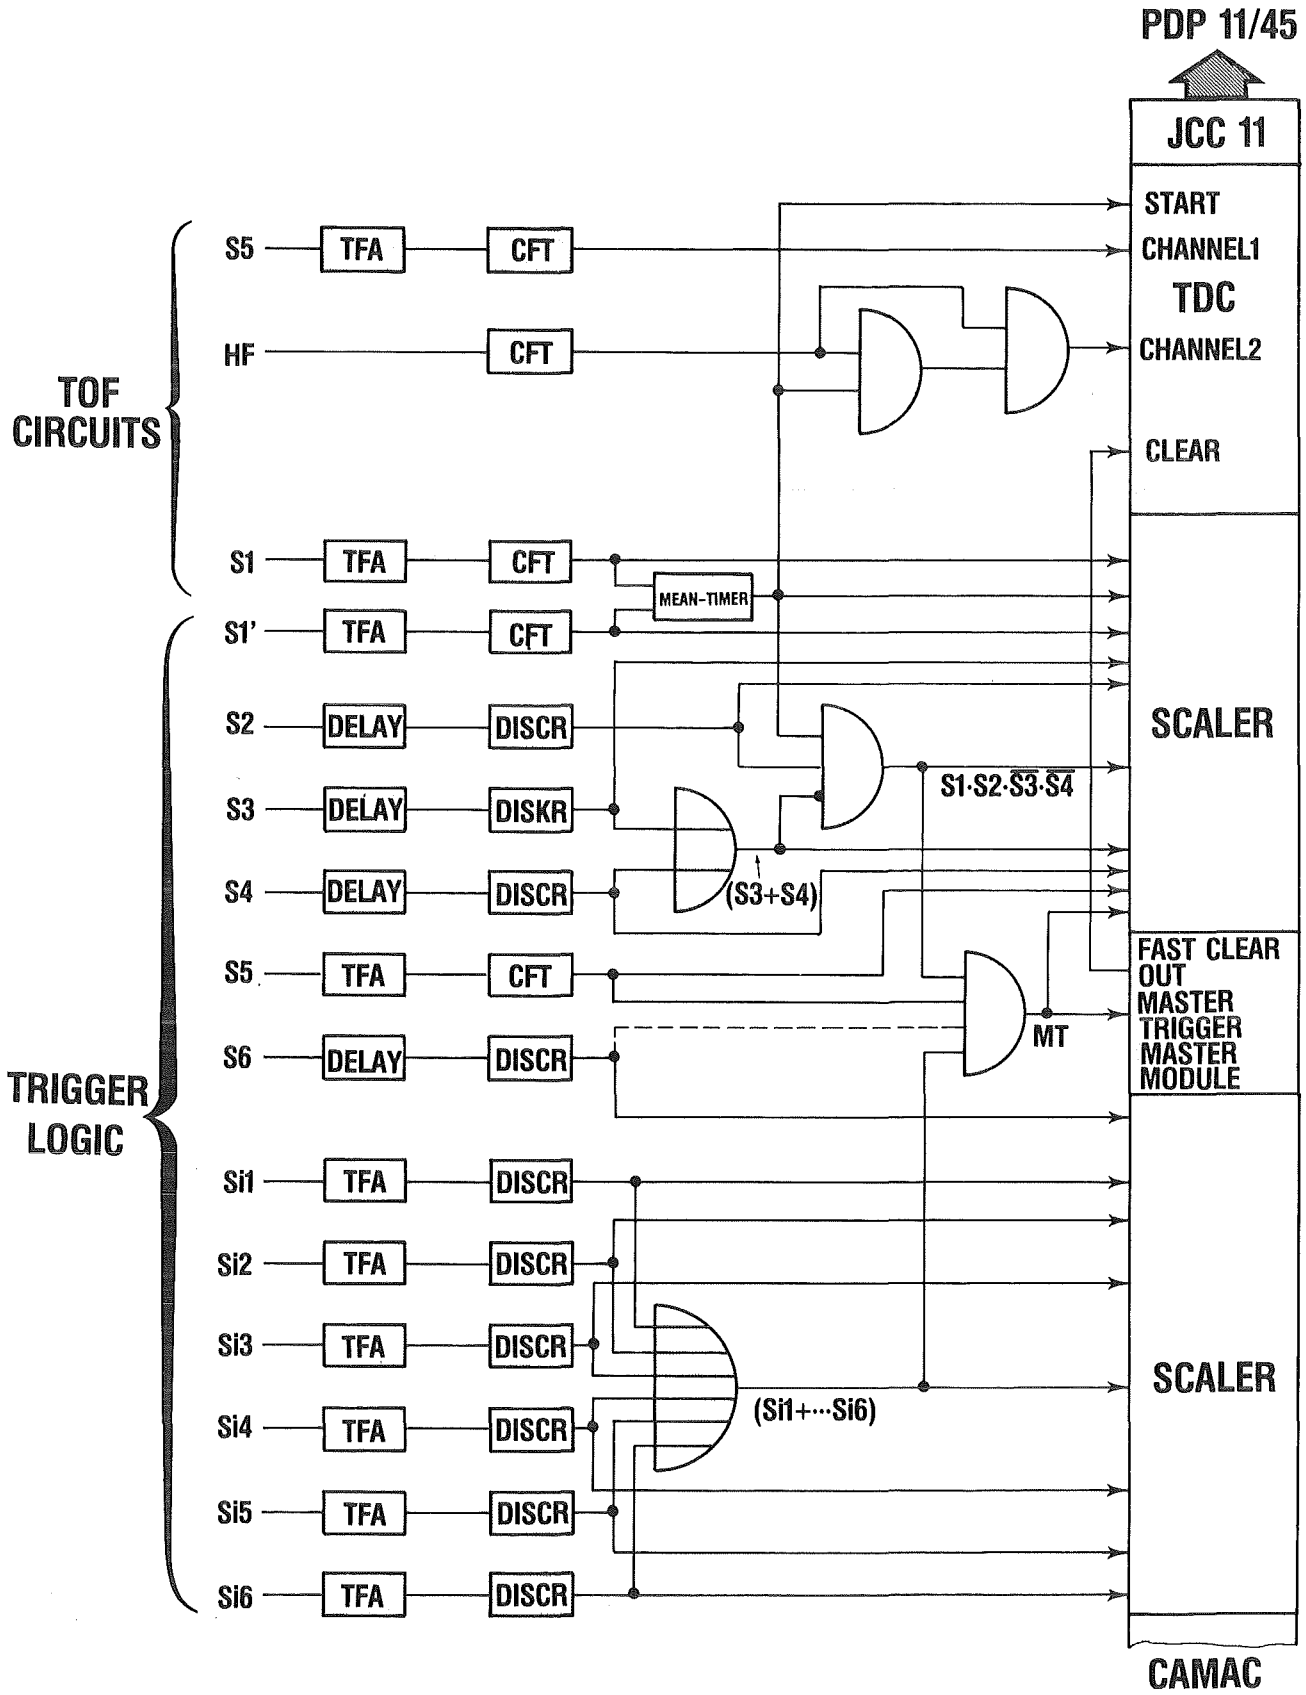 PDP 11/45
JCC 11
START
S5 TFA CFT CHANNEL1
TDC
HF CFT CHANNEL2
TOF
CIRCUITS
CLEAR
S1 TFA CFT
MEAN-TIMER
S1' TFA CFT
S2 DELAY DISCR SCALER
S1·S2·S̅3̅·S̅4̅
S3 DELAY DISKR
S4 DELAY DISCR
(S3+S4)
FAST CLEAR
OUT
S5 TFA CFT
MASTER
TRIGGER
MASTER
MODULE
MT
S6 DELAY DISCR
TRIGGER
LOGIC
Si1 TFA DISCR
Si2 TFA DISCR
Si3 TFA DISCR
SCALER
(Si1+···Si6)
Si4 TFA DISCR
Si5 TFA DISCR
Si6 TFA DISCR
CAMAC